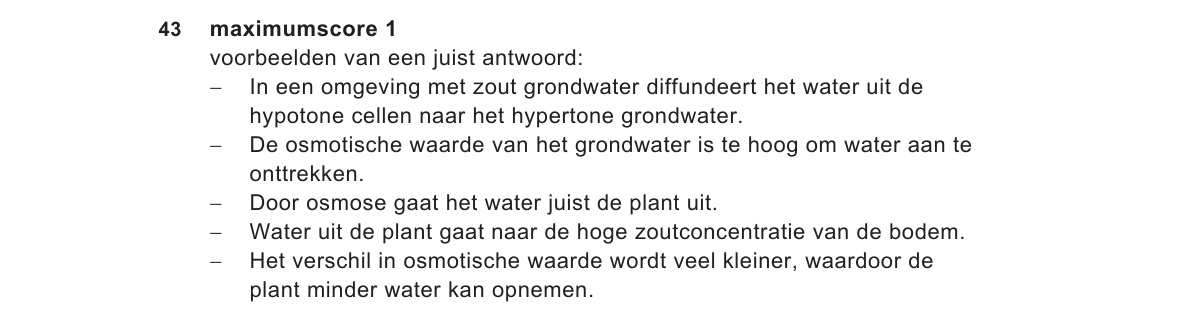 43 maximumscore 1
voorbeelden van een juist antwoord:
− In een omgeving met zout grondwater diffundeert het water uit de
hypotone cellen naar het hypertone grondwater.
− De osmotische waarde van het grondwater is te hoog om water aan te
onttrekken.
− Door osmose gaat het water juist de plant uit.
− Water uit de plant gaat naar de hoge zoutconcentratie van de bodem.
− Het verschil in osmotische waarde wordt veel kleiner, waardoor de
plant minder water kan opnemen.